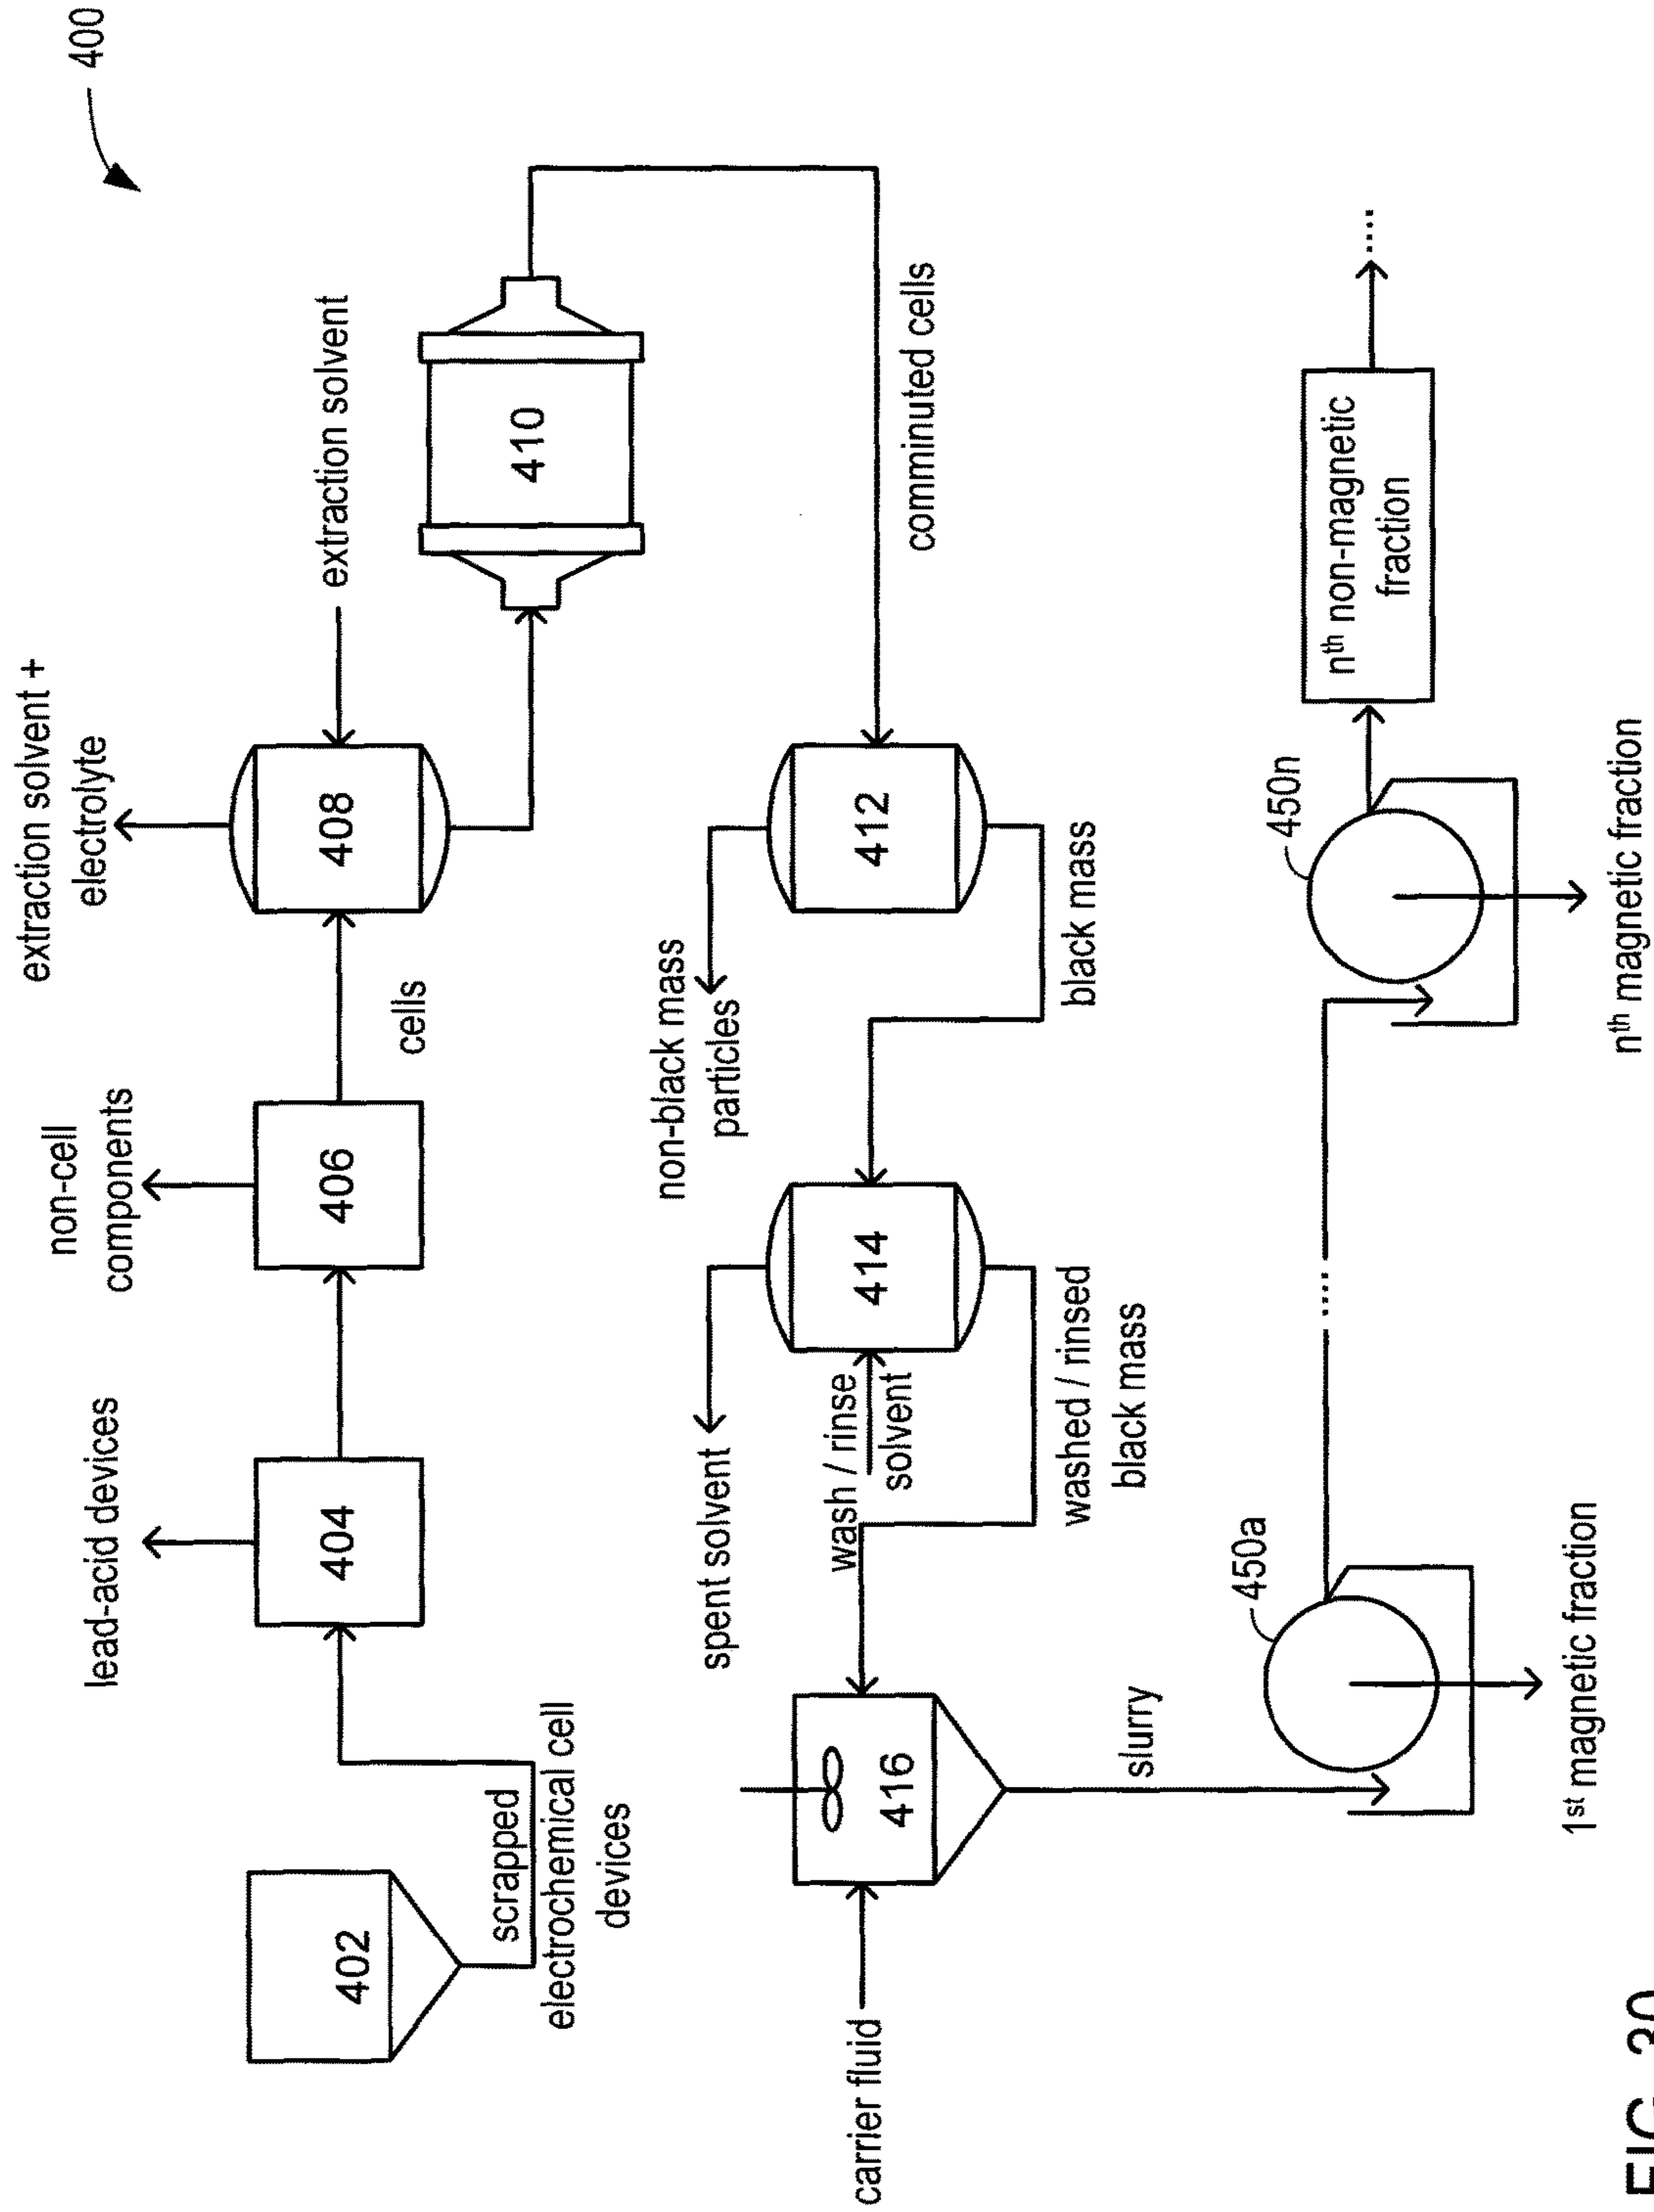 400
extraction solvent +
electrolyte
non-cell
components
lead-acid devices
402
404
406
408
extraction solvent
410
cells
scrapped
electrochemical cell
devices
comminuted cells
non-black mass
particles
spent solvent
412
414
416
wash / rinse
solvent
carrier fluid
black mass
washed / rinsed
black mass
slurry
450a
450n
....
....
nth non-magnetic
fraction
1st magnetic fraction
nth magnetic fraction
FIG. 30